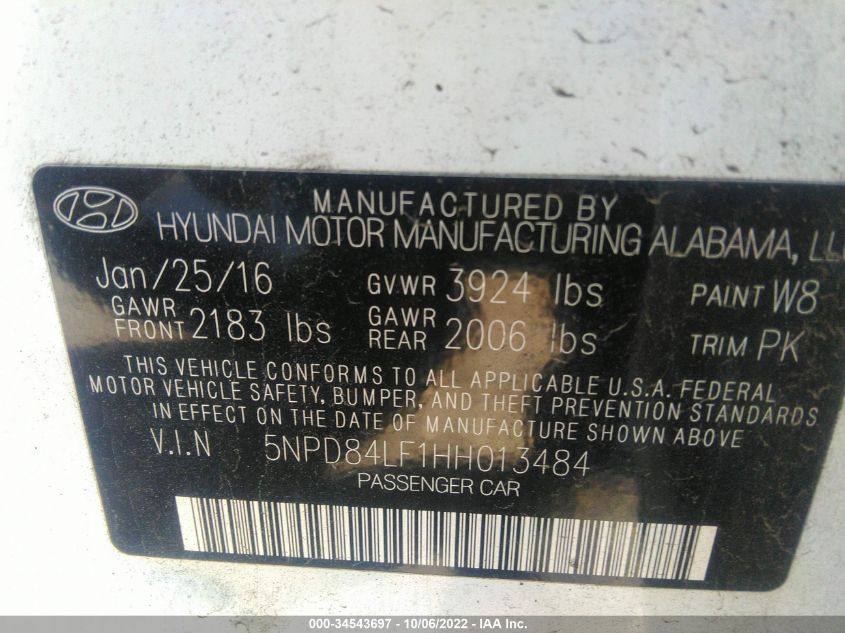 MANUFACTURED BY
HYUNDAI MOTOR MANUFACTURING ALABAMA, LLC
Jan/25/16 GVWR 3924 lbs PAINT W8
GAWR FRONT 2183 lbs GAWR REAR 2006 lbs TRIM PK
THIS VEHICLE CONFORMS TO ALL APPLICABLE U.S.A. FEDERAL
MOTOR VEHICLE SAFETY, BUMPER, AND THEFT PREVENTION STANDARDS
IN EFFECT ON THE DATE OF MANUFACTURE SHOWN ABOVE
V.I.N 5NPD84LF1HH013484
PASSENGER CAR
000-34543697 - 10/06/2022 - IAA Inc.